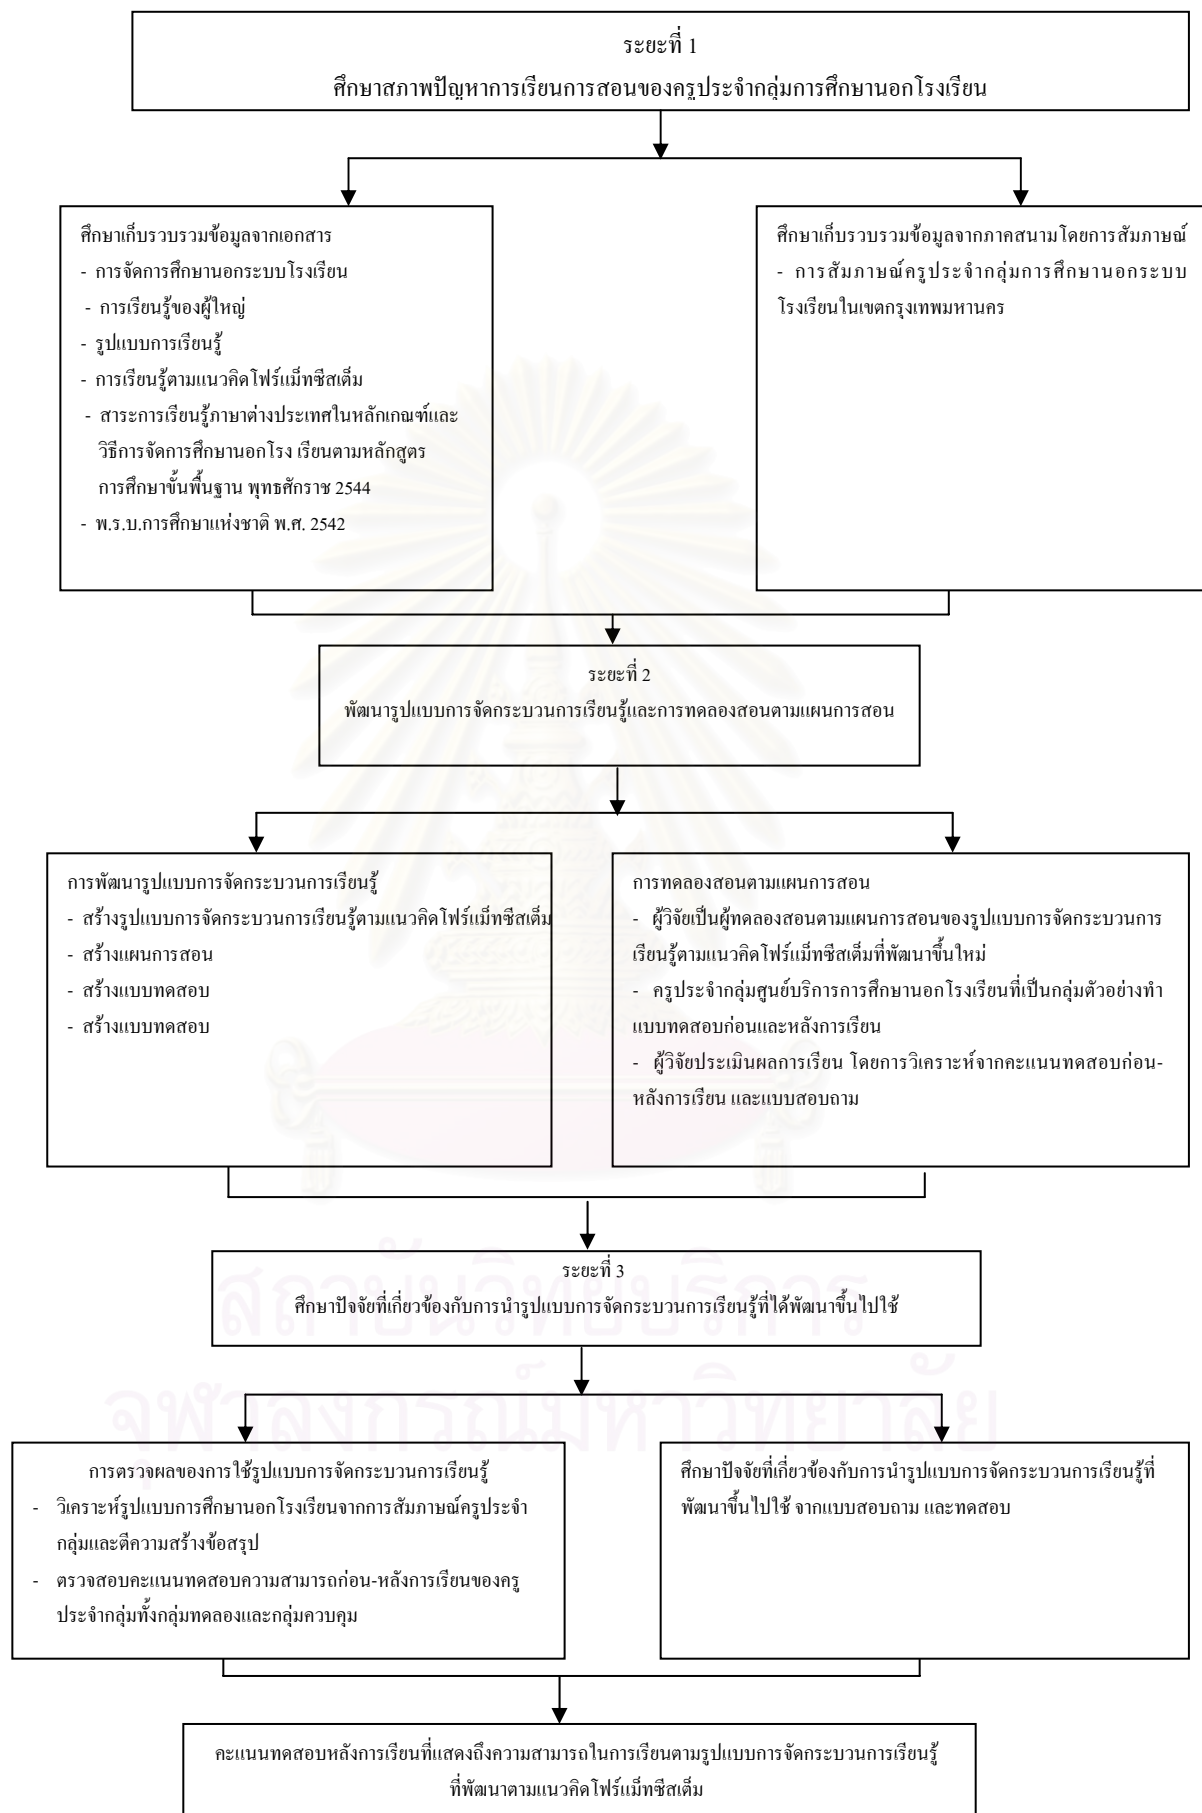 ระยะที่ 1
ศึกษาสภาพปัญหาการเรียนการสอนของครูประจำกลุ่มการศึกษานอกโรงเรียน
ศึกษาเก็บรวบรวมข้อมูลจากเอกสาร
- การจัดการศึกษานอกระบบโรงเรียน
- การเรียนรู้ของผู้ใหญ่
- รูปแบบการเรียนรู้
- การเรียนรู้ตามแนวคิดโฟร์แม็ทซีสเต็ม
- สาระการเรียนรู้ภาษาต่างประเทศในหลักเกณฑ์และ
วิธีการจัดการศึกษานอกโรง เรียนตามหลักสูตร
การศึกษาขั้นพื้นฐาน พุทธศักราช 2544
- พ.ร.บ.การศึกษาแห่งชาติ พ.ศ. 2542
ศึกษาเก็บรวบรวมข้อมูลจากภาคสนามโดยการสัมภาษณ์
- การสัมภาษณ์ครูประจำกลุ่มการศึกษานอกระบบ
โรงเรียนในเขตกรุงเทพมหานคร
ระยะที่ 2
พัฒนารูปแบบการจัดกระบวนการเรียนรู้และการทดลองสอนตามแผนการสอน
การพัฒนารูปแบบการจัดกระบวนการเรียนรู้
- สร้างรูปแบบการจัดกระบวนการเรียนรู้ตามแนวคิดโฟร์แม็ทซีสเต็ม
- สร้างแผนการสอน
- สร้างแบบทดสอบ
- สร้างแบบทดสอบ
การทดลองสอนตามแผนการสอน
- ผู้วิจัยเป็นผู้ทดลองสอนตามแผนการสอนของรูปแบบการจัดกระบวนการ
เรียนรู้ตามแนวคิดโฟร์แม็ทซีสเต็มที่พัฒนาขึ้นใหม่
- ครูประจำกลุ่มศูนย์บริการการศึกษานอกโรงเรียนที่เป็นกลุ่มตัวอย่างทำ
แบบทดสอบก่อนและหลังการเรียน
- ผู้วิจัยประเมินผลการเรียน โดยการวิเคราะห์จากคะแนนทดสอบก่อน-
หลังการเรียน และแบบสอบถาม
ระยะที่ 3
ศึกษาปัจจัยที่เกี่ยวข้องกับการนำรูปแบบการจัดกระบวนการเรียนรู้ที่ได้พัฒนาขึ้นไปใช้
สถาบันวิทยบริการ
จุฬาลงกรณ์มหาวิทยาลัย
การตรวจผลของการใช้รูปแบบการจัดกระบวนการเรียนรู้
- วิเคราะห์รูปแบบการศึกษานอกโรงเรียนจากการสัมภาษณ์ครูประจำ
กลุ่มและตีความสร้างข้อสรุป
- ตรวจสอบคะแนนทดสอบความสามารถก่อน-หลังการเรียนของครู
ประจำกลุ่มทั้งกลุ่มทดลองและกลุ่มควบคุม
ศึกษาปัจจัยที่เกี่ยวข้องกับการนำรูปแบบการจัดกระบวนการเรียนรู้ที่
พัฒนาขึ้นไปใช้ จากแบบสอบถาม และทดสอบ
คะแนนทดสอบหลังการเรียนที่แสดงถึงความสามารถในการเรียนตามรูปแบบการจัดกระบวนการเรียนรู้
ที่พัฒนาตามแนวคิดโฟร์แม็ทซีสเต็ม